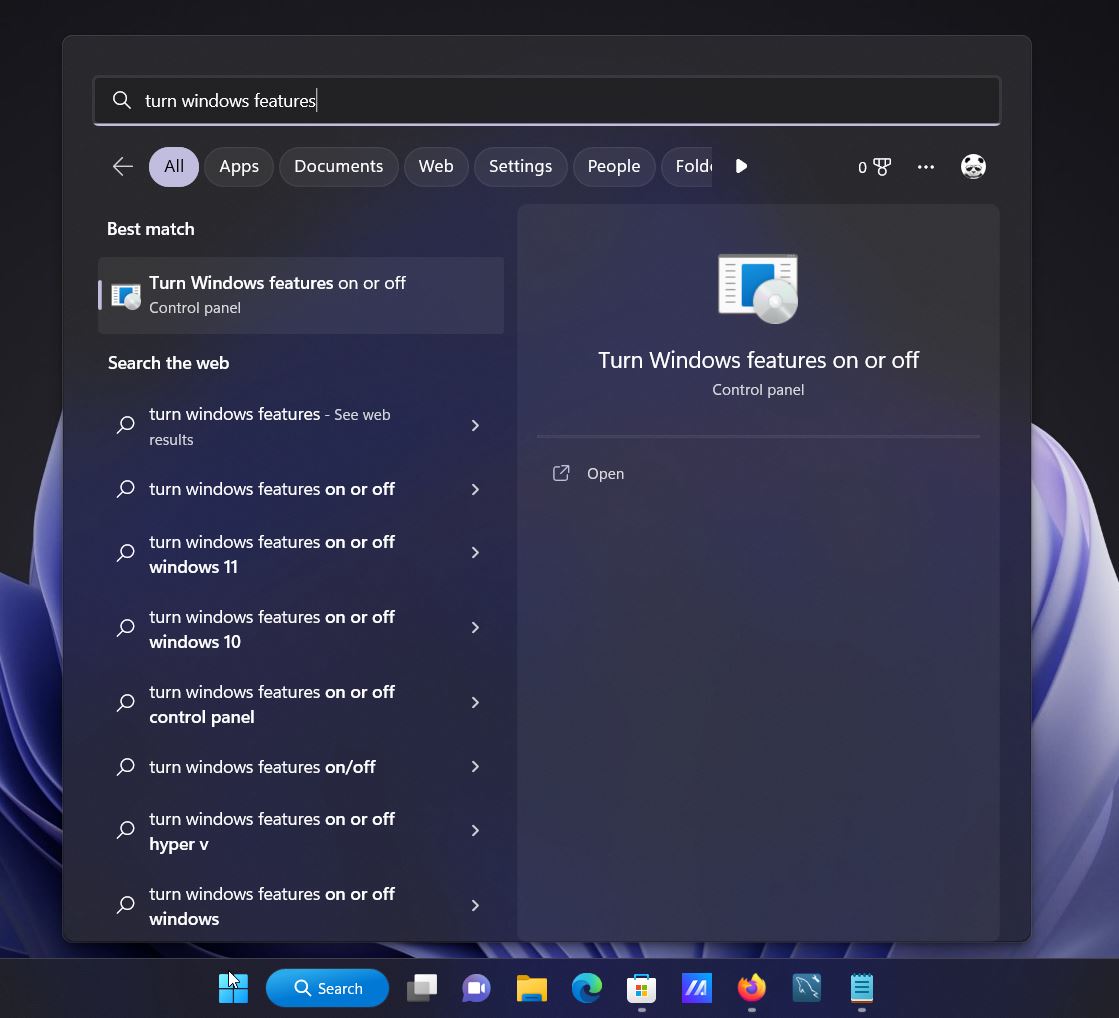 turn windows features
All Apps Documents Web Settings People Folde 0
Best match
Turn Windows features on or off
Control panel
Search the web
turn windows features - See web
results
turn windows features on or off
turn windows features on or off
windows 11
turn windows features on or off
windows 10
turn windows features on or off
control panel
turn windows features on/off
turn windows features on or off
hyper v
turn windows features on or off
windows
Turn Windows features on or off
Control panel
Open
Search